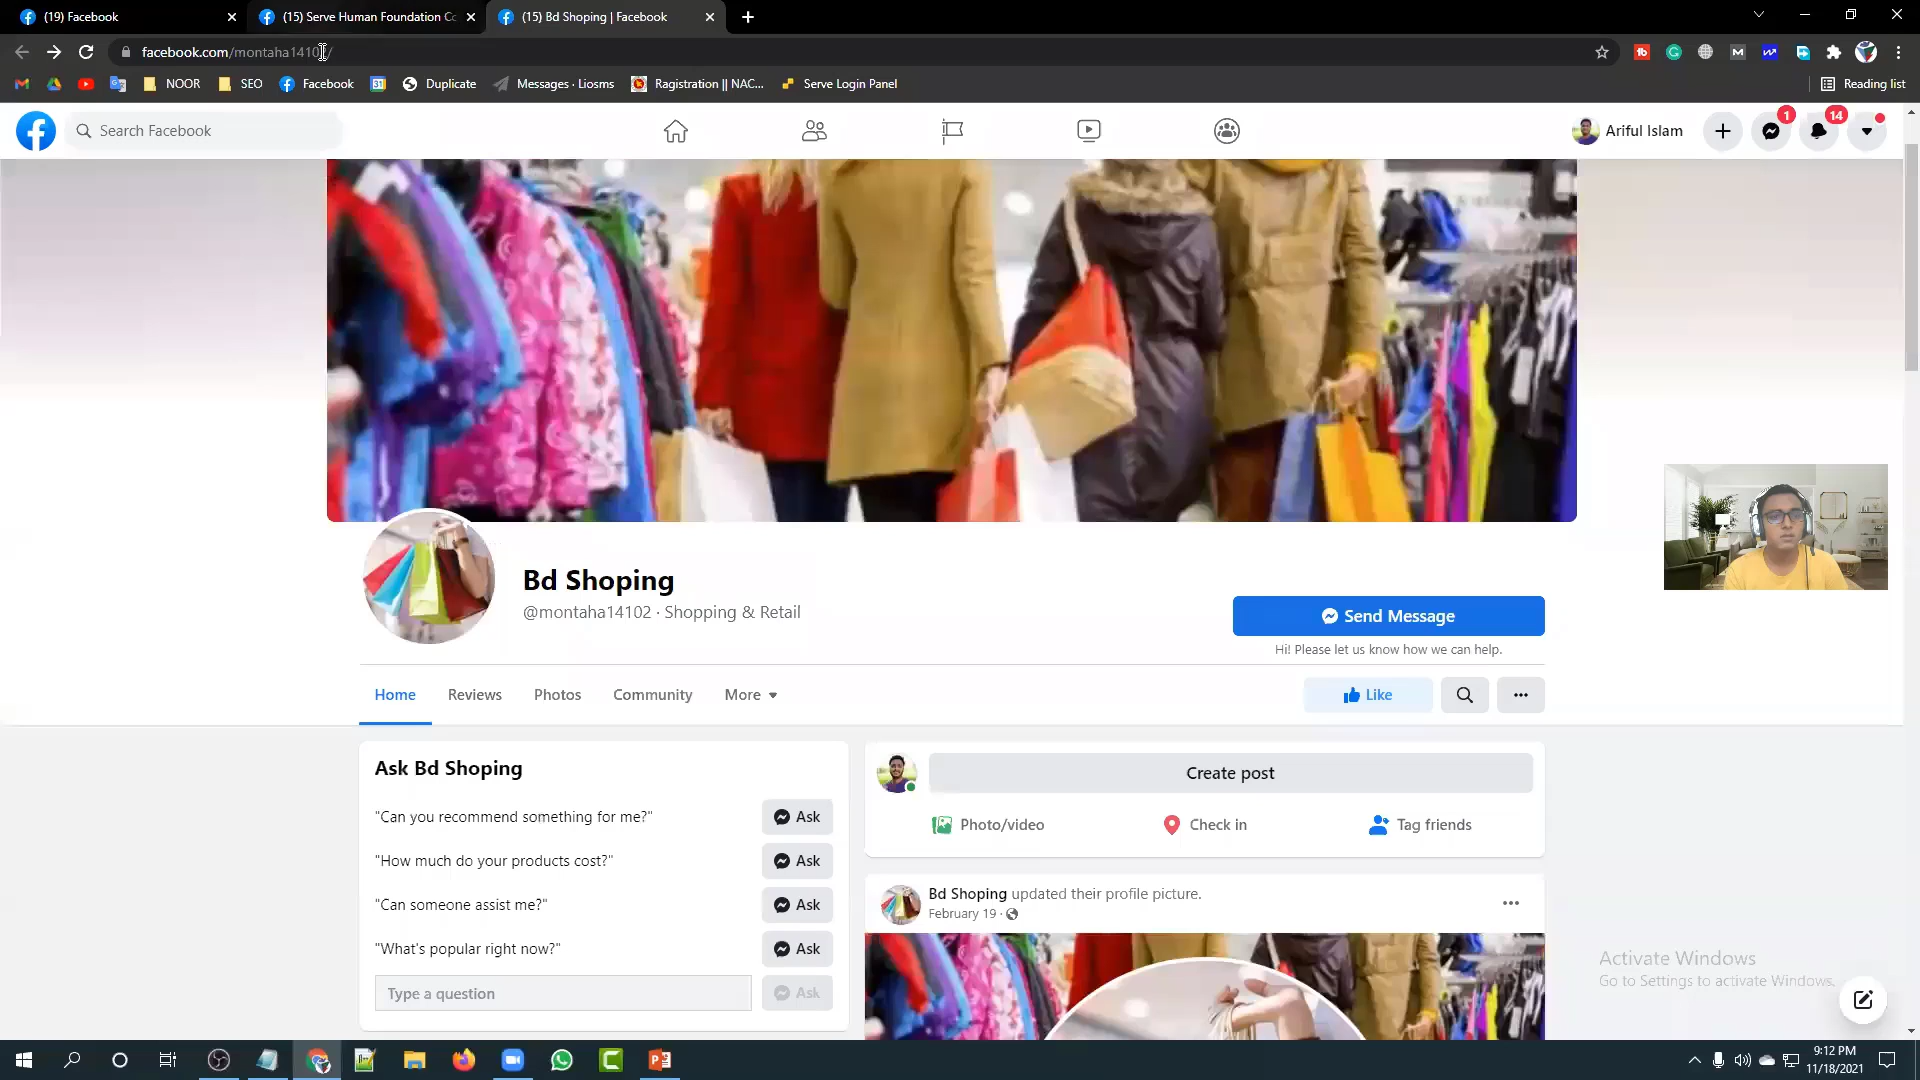 (19) Facebook
(15) Serve Human Foundation Co
(15) Bd Shoping | Facebook
facebook.com/montaha14102/
NOOR
SEO
Facebook
31
Duplicate
Messages · Liosms
Ragistration || NAC...
Serve Login Panel
Reading list
Search Facebook
Ariful Islam
1
14
Bd Shoping
@montaha14102 · Shopping & Retail
Send Message
Hi! Please let us know how we can help.
Home
Reviews
Photos
Community
More
Like
Ask Bd Shoping
"Can you recommend something for me?"
Ask
"How much do your products cost?"
Ask
"Can someone assist me?"
Ask
"What's popular right now?"
Ask
Type a question
Ask
Create post
Photo/video
Check in
Tag friends
Bd Shoping updated their profile picture.
February 19 ·
Activate Windows
Go to Settings to activate Windows.
9:12 PM
11/18/2021